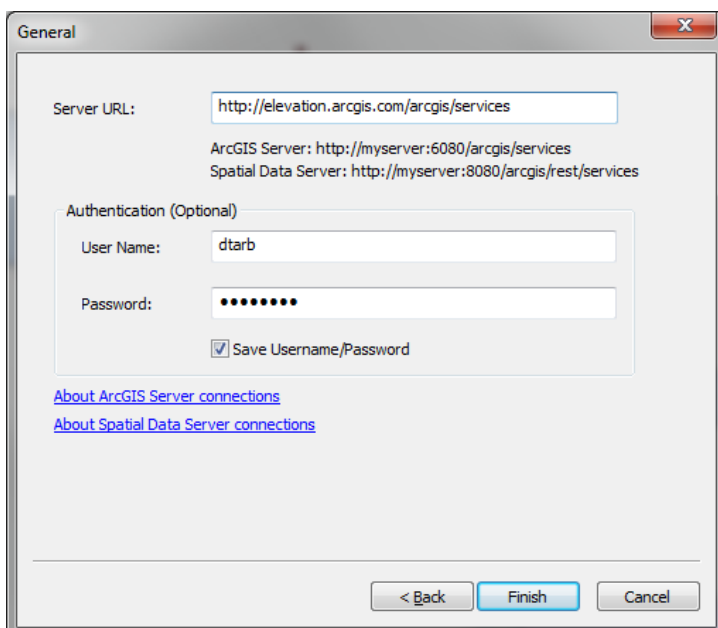 General
Server URL: http://elevation.arcgis.com/arcgis/services
ArcGIS Server: http://myserver:6080/arcgis/services
Spatial Data Server: http://myserver:8080/arcgis/rest/services
Authentication (Optional)
User Name: dtarb
Password: ●●●●●●●●
Save Username/Password
About ArcGIS Server connections
About Spatial Data Server connections
< Back Finish Cancel